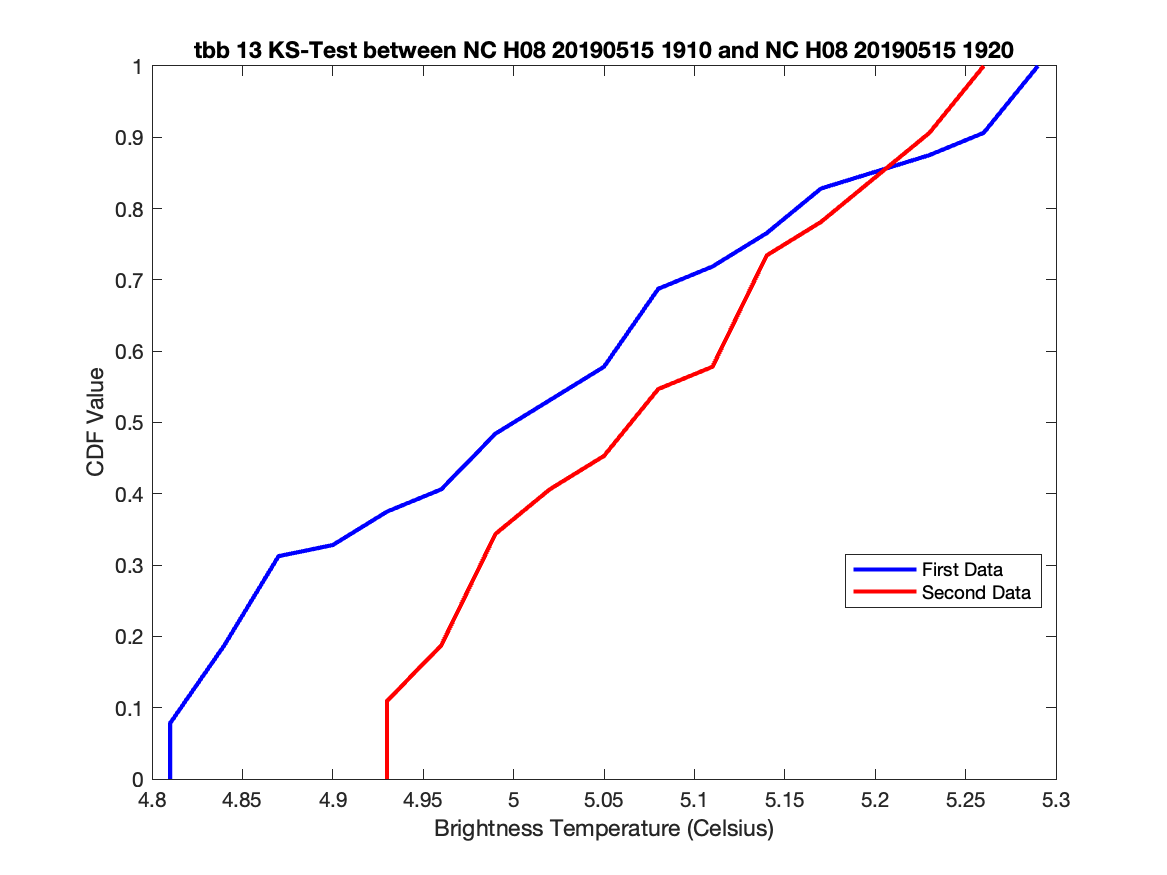 tbb 13 KS-Test between NC H08 20190515 1910 and NC H08 20190515 1920
1
0.9
0.8
0.7
0.6
0.5
0.4
0.3
0.2
0.1
0
CDF Value
First Data
Second Data
4.8 4.85 4.9 4.95 5 5.05 5.1 5.15 5.2 5.25 5.3
Brightness Temperature (Celsius)